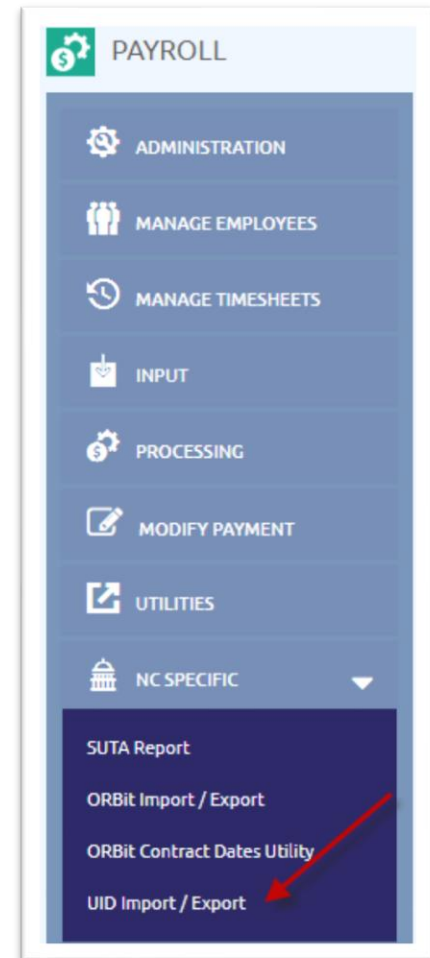 PAYROLL
ADMINISTRATION
MANAGE EMPLOYEES
MANAGE TIMESHEETS
INPUT
PROCESSING
MODIFY PAYMENT
UTILITIES
NC SPECIFIC
SUTA Report
ORBit Import / Export
ORBit Contract Dates Utility
UID Import / Export